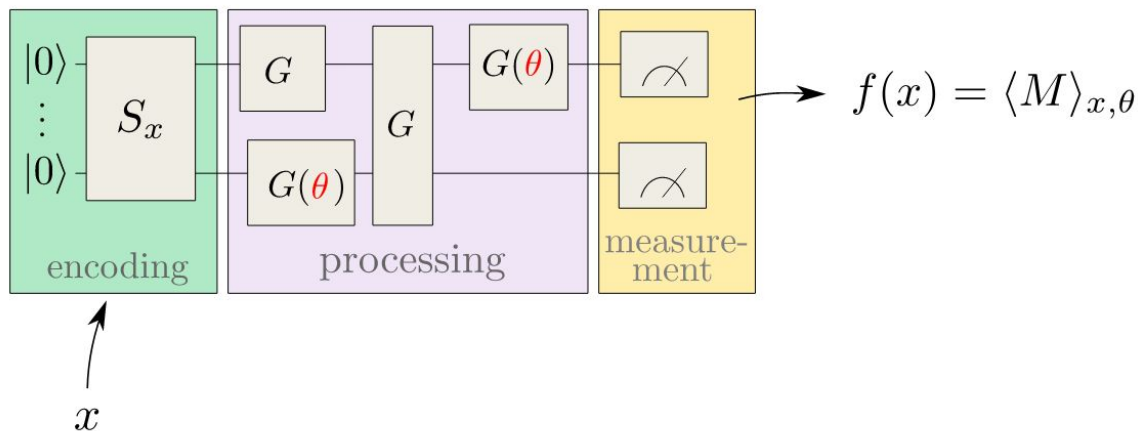 |0⟩
⋮
|0⟩
S_x
encoding
G
G(θ)
G
G(θ)
processing
measure-
ment
f(x) = ⟨M⟩_{x,θ}
x